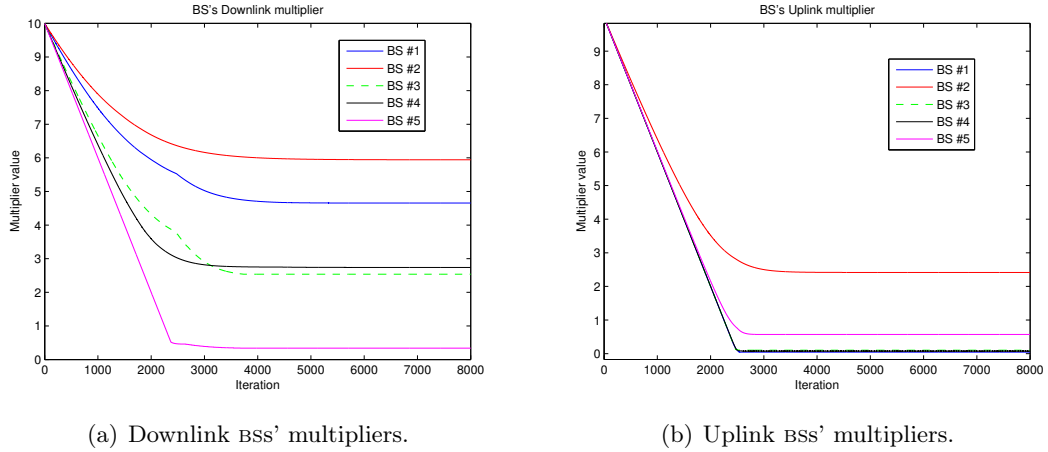 BS's Downlink multiplier
10
9
8
7
6
5
4
3
2
1
0
Multiplier value
0 1000 2000 3000 4000 5000 6000 7000 8000
Iteration
BS #1
BS #2
BS #3
BS #4
BS #5
(a) Downlink BSs' multipliers.
BS's Uplink multiplier
9
8
7
6
5
4
3
2
1
0
Multiplier value
0 1000 2000 3000 4000 5000 6000 7000 8000
Iteration
BS #1
BS #2
BS #3
BS #4
BS #5
(b) Uplink BSs' multipliers.